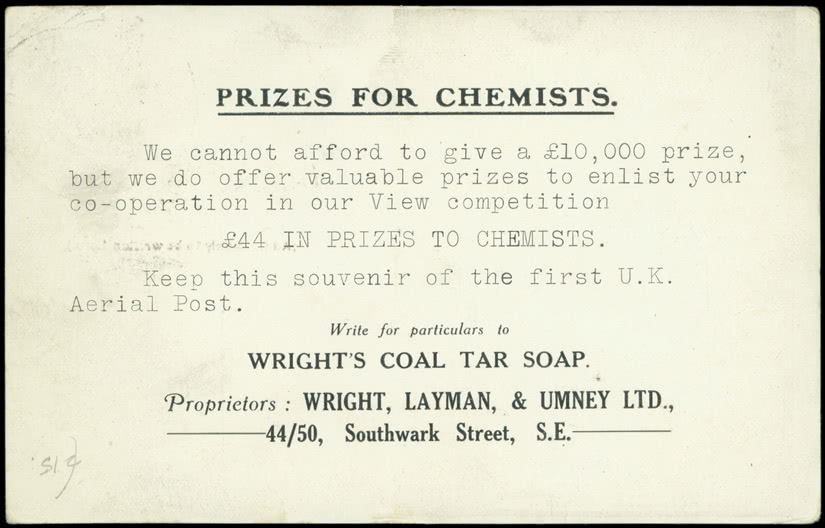 PRIZES FOR CHEMISTS.
We cannot afford to give a £10,000 prize,
but we do offer valuable prizes to enlist your
co-operation in our View competition
£44 IN PRIZES TO CHEMISTS.
Keep this souvenir of the first U.K.
Aerial Post.
Write for particulars to
WRIGHT'S COAL TAR SOAP.
Proprietors : WRIGHT, LAYMAN, & UMNEY LTD.,
44/50, Southwark Street, S.E.